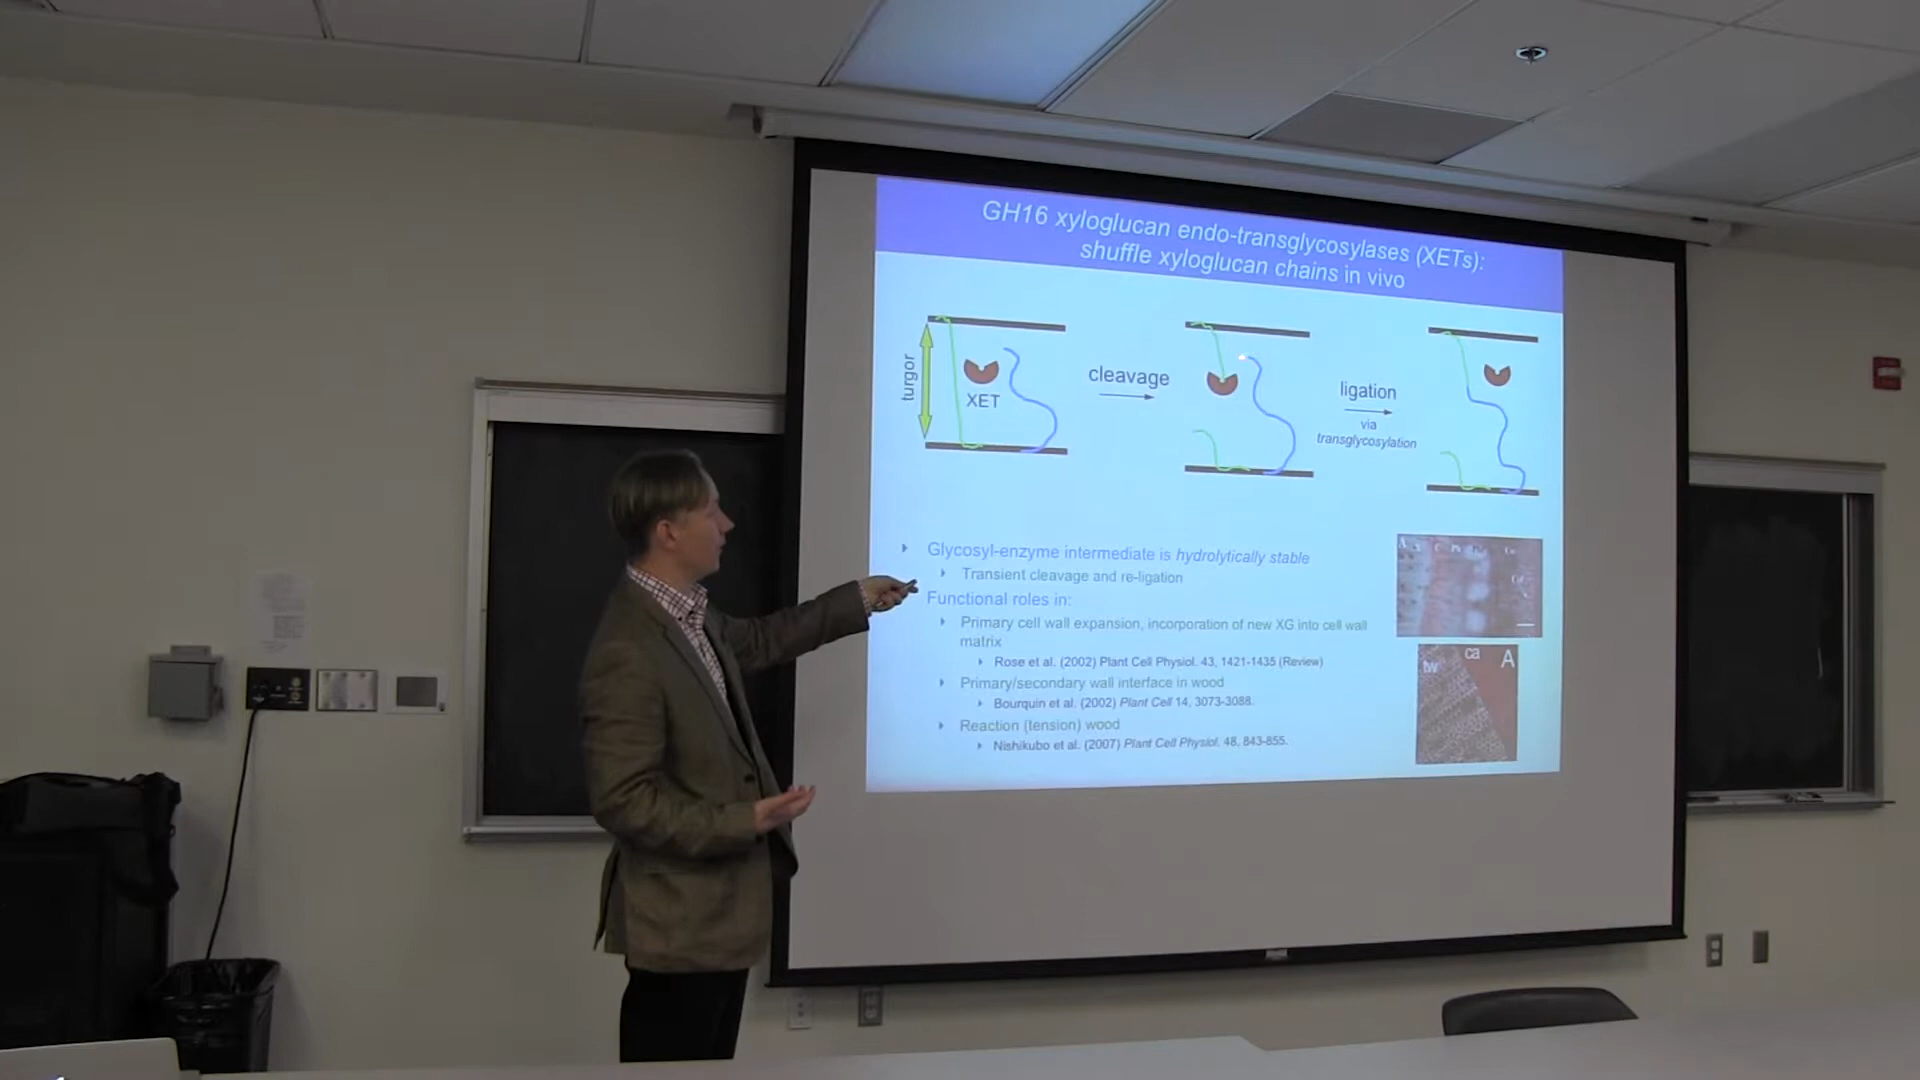 GH16 xyloglucan endo-transglycosylases (XETs):
shuffle xyloglucan chains in vivo
turgor
XET
cleavage
ligation
via
transglycosylation
Glycosyl-enzyme intermediate is hydrolytically stable
Transient cleavage and re-ligation
Functional roles in:
Primary cell wall expansion, incorporation of new XG into cell wall
matrix
Rose et al. (2002) Plant Cell Physiol. 43, 1421-1435 (Review)
Primary/secondary wall interface in wood
Bourquin et al. (2002) Plant Cell 14, 3073-3088.
Reaction (tension) wood
Nishikubo et al. (2007) Plant Cell Physiol. 48, 843-855.
A
tw
ca
A